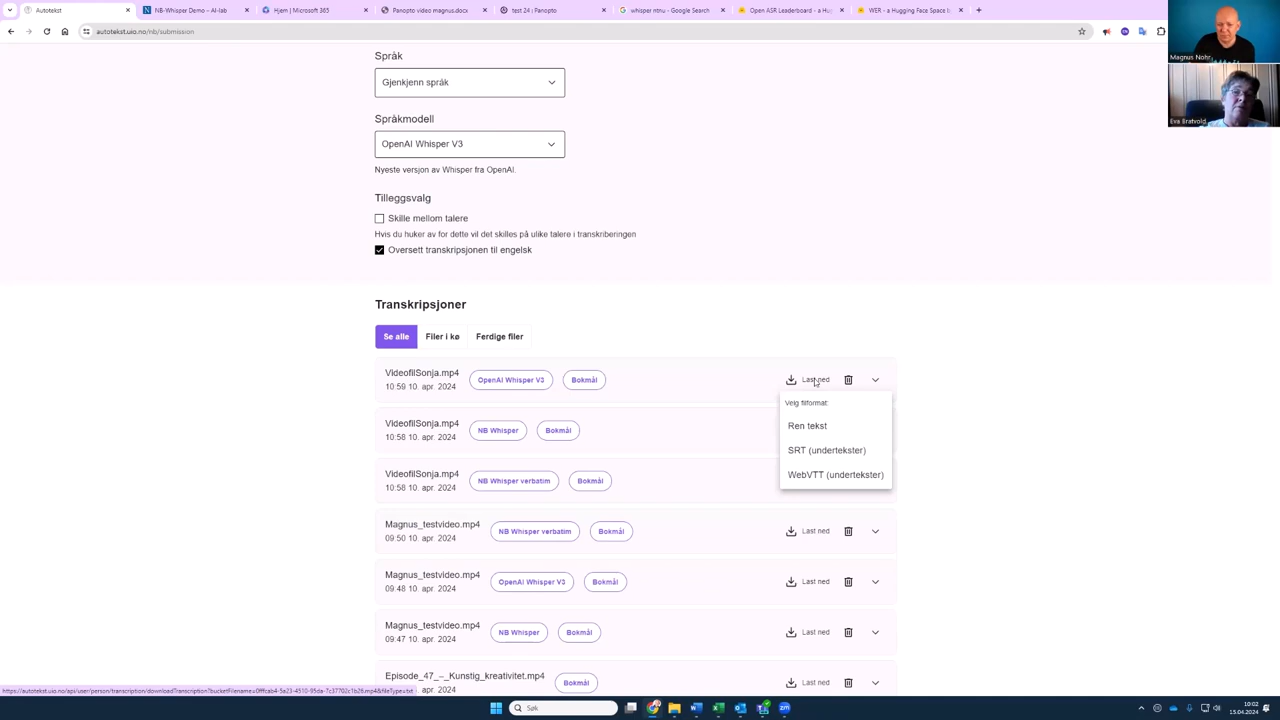 Autotekst
NB-Whisper Demo – AI-lab
Hjem | Microsoft 365
Panopto video magnus.docx
test 24 i Panopto
whisper ntnu - Google Search
Open ASR Leaderboard - a Hug
WER - a Hugging Face Space b
autotekst.uio.no/nb/submission
Magnus Nohr
Eva Bratvold
Språk
Gjenkjenn språk
Språkmodell
OpenAI Whisper V3
Nyeste versjon av Whisper fra OpenAI.
Tilleggsvalg
Skille mellom talere
Hvis du huker av for dette vil det skilles på ulike talere i transkriberingen
Oversett transkripsjonen til engelsk
Transkripsjoner
Se alle Filer i kø Ferdige filer
VideofilSonja.mp4
10:59 10. apr. 2024
OpenAI Whisper V3 Bokmål Last ned
Velg filformat:
Ren tekst
SRT (undertekster)
WebVTT (undertekster)
VideofilSonja.mp4
10:58 10. apr. 2024
NB Whisper Bokmål
VideofilSonja.mp4
10:58 10. apr. 2024
NB Whisper verbatim Bokmål
Magnus_testvideo.mp4
09:50 10. apr. 2024
NB Whisper verbatim Bokmål Last ned
Magnus_testvideo.mp4
09:48 10. apr. 2024
OpenAI Whisper V3 Bokmål Last ned
Magnus_testvideo.mp4
09:47 10. apr. 2024
NB Whisper Bokmål Last ned
Episode_47_–_Kunstig_kreativitet.mp4
10. apr. 2024
Bokmål Last ned
Søk
10:02
15.04.2024